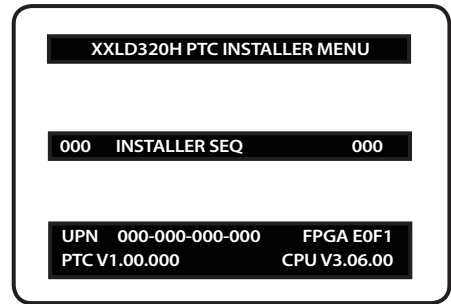 XXLD320H PTC INSTALLER MENU
000 INSTALLER SEQ 000
UPN 000-000-000-000 FPGA E0F1
PTC V1.00.000 CPU V3.06.00